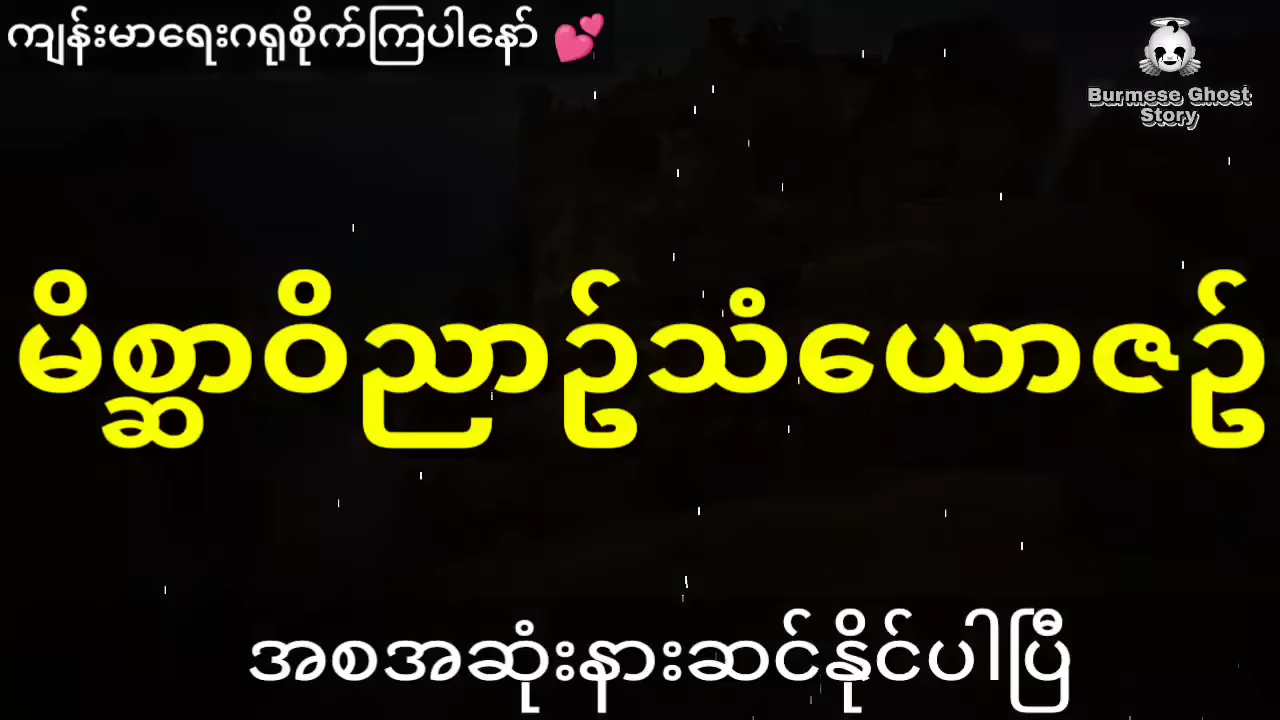 ကျန်းမာရေးဂရုစိုက်ကြပါနော် 💕
Burmese Ghost
Story
မိစ္ဆာဝိညာဥ်သံယောဇဥ်
အစအဆုံးနားဆင်နိုင်ပါပြီ